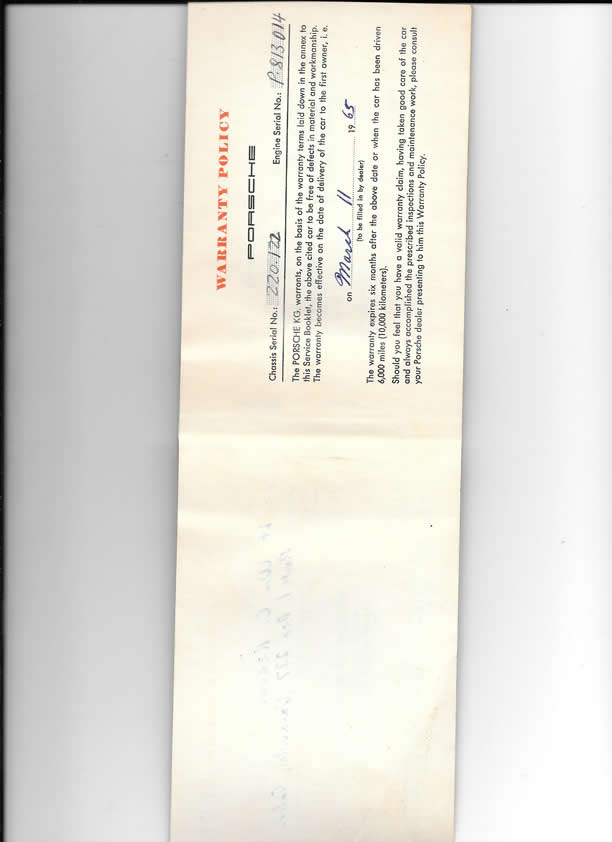 WARRANTY POLICY
PORSCHE
Chassis Serial No.: 220.122 Engine Serial No.: P.813014
The PORSCHE KG. warrants, on the basis of the warranty terms laid down in the annex to
this Service Booklet, the above cited car to be free of defects in material and workmanship.
The warranty becomes effective on the date of delivery of the car to the first owner, i. e.
on March 11 19 65
(to be filled in by dealer)
The warranty expires six months after the above date or when the car has been driven
6,000 miles (10,000 kilometers).
Should you feel that you have a valid warranty claim, having taken good care of the car
and always accomplished the prescribed inspections and maintenance work, please consult
your Porsche dealer presenting to him this Warranty Policy.